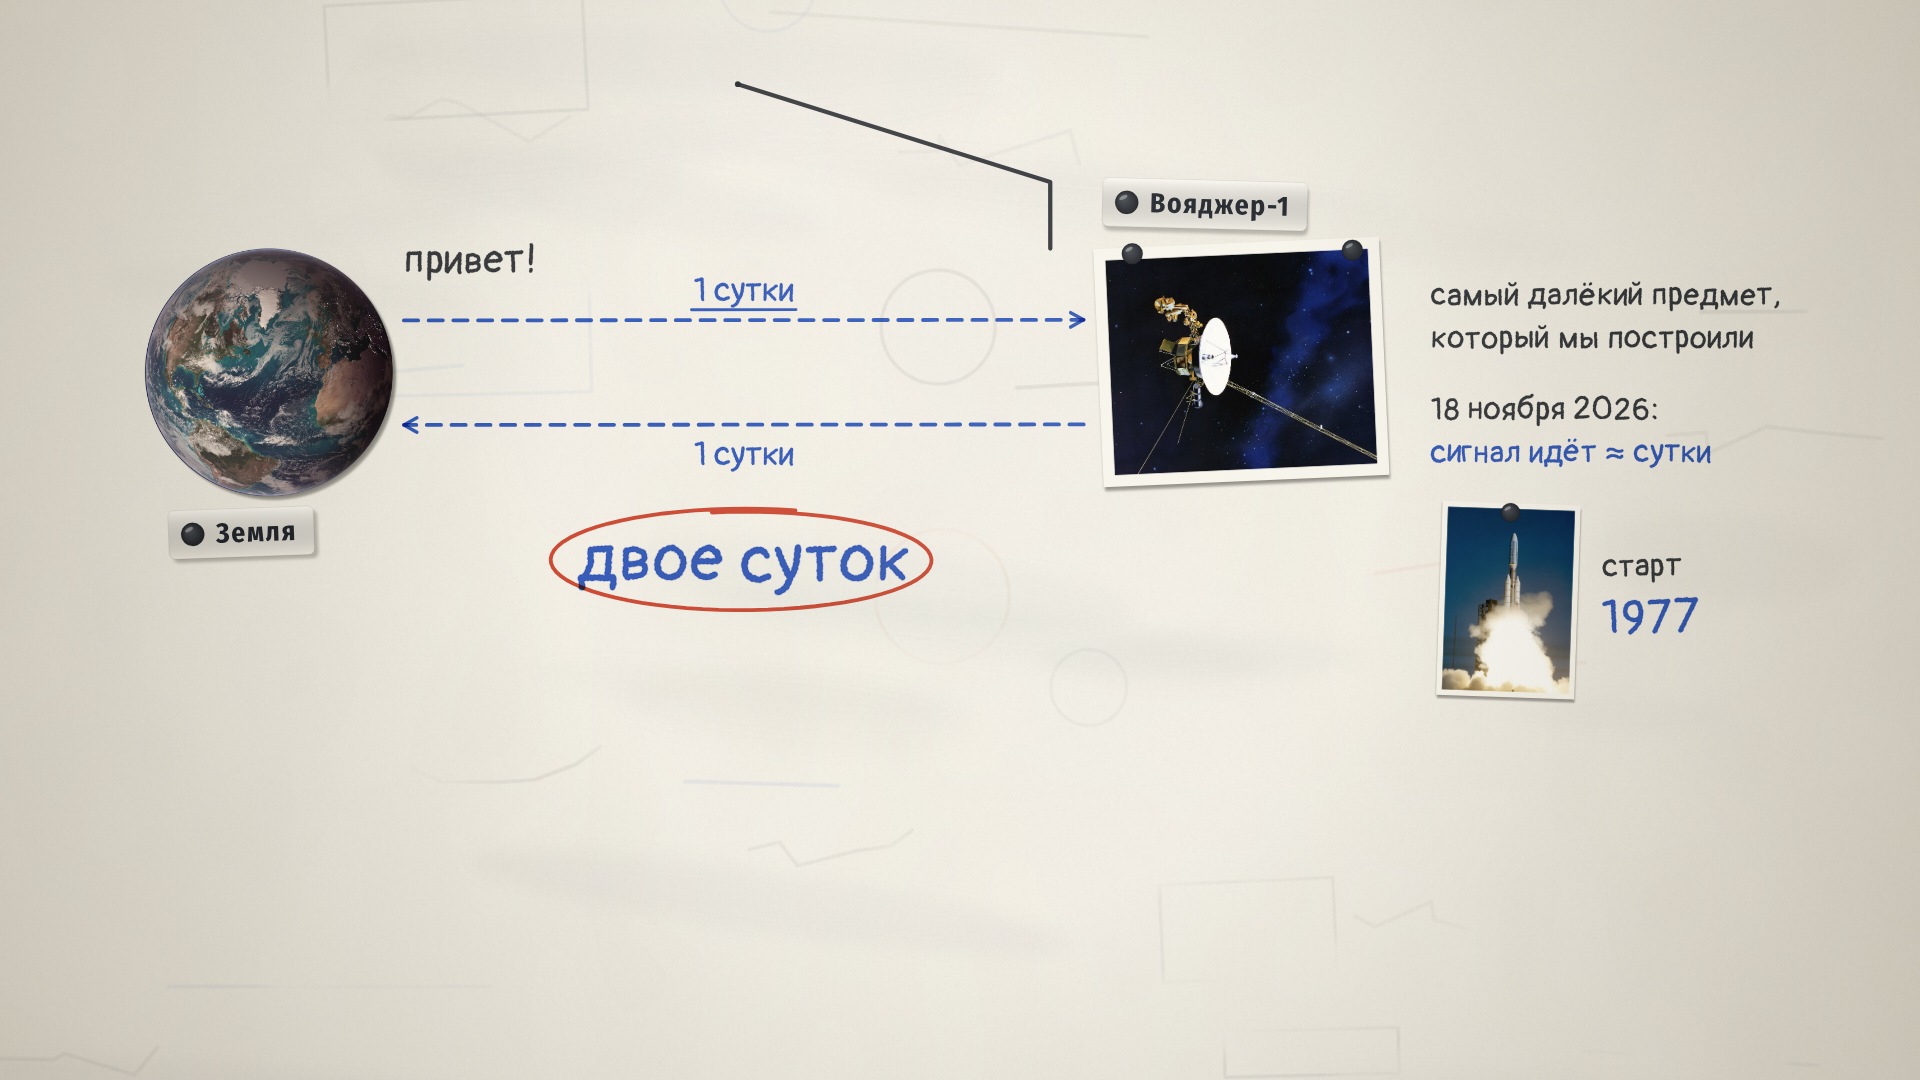 Вояджер-1
привет!
1 сутки
самый далёкий предмет,
который мы построили
18 ноября 2026:
сигнал идёт ≈ сутки
1 сутки
Земля
двое суток
старт
1977